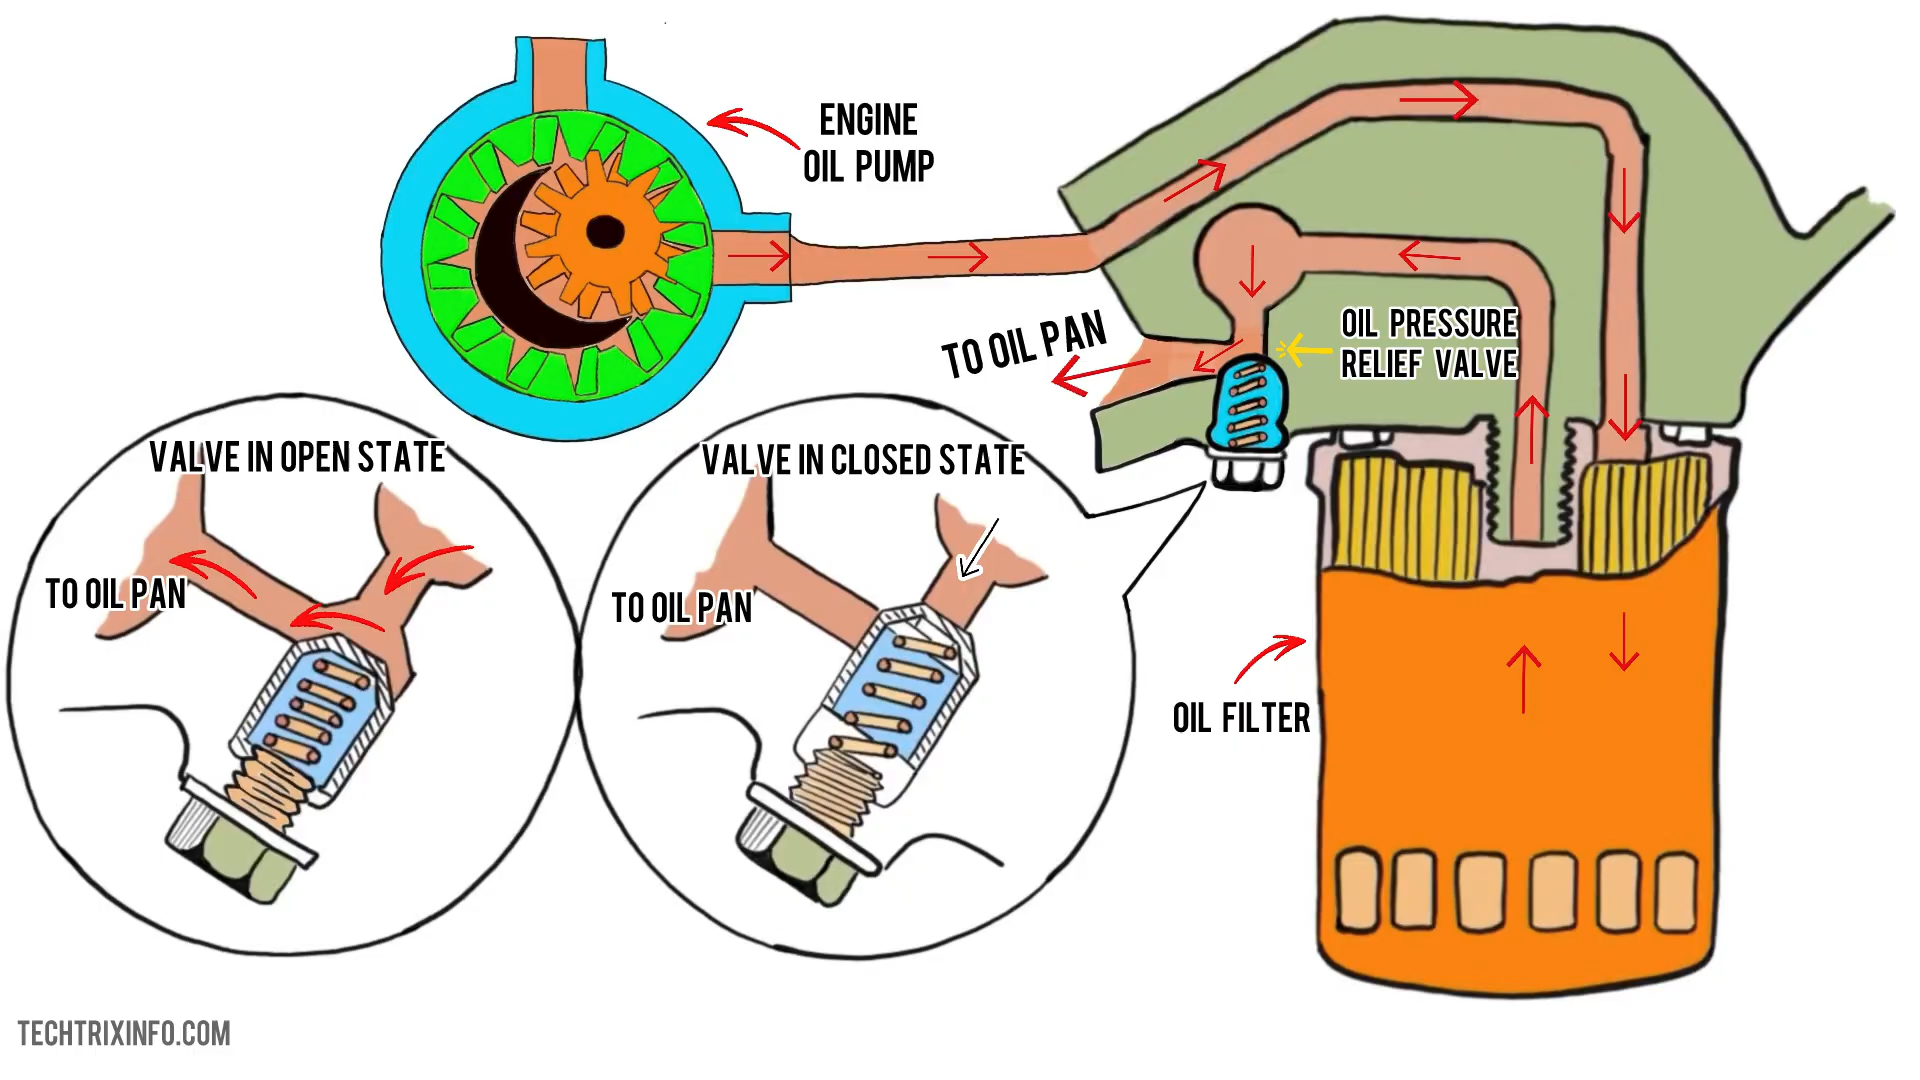 ENGINE
OIL PUMP
TO OIL PAN
OIL PRESSURE
RELIEF VALVE
VALVE IN OPEN STATE
TO OIL PAN
VALVE IN CLOSED STATE
TO OIL PAN
OIL FILTER
TECHTRIXINFO.COM